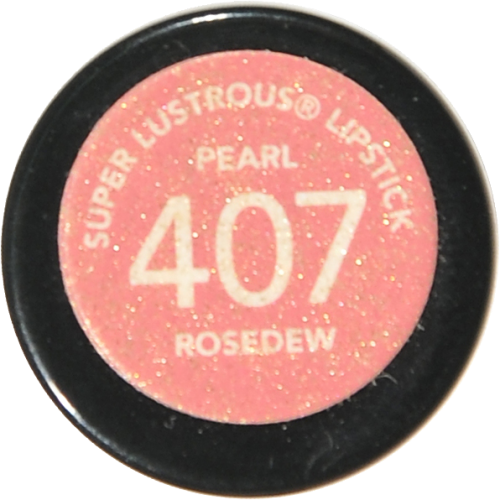 SUPER LUSTROUS® LIPSTICK
PEARL
407
ROSEDEW